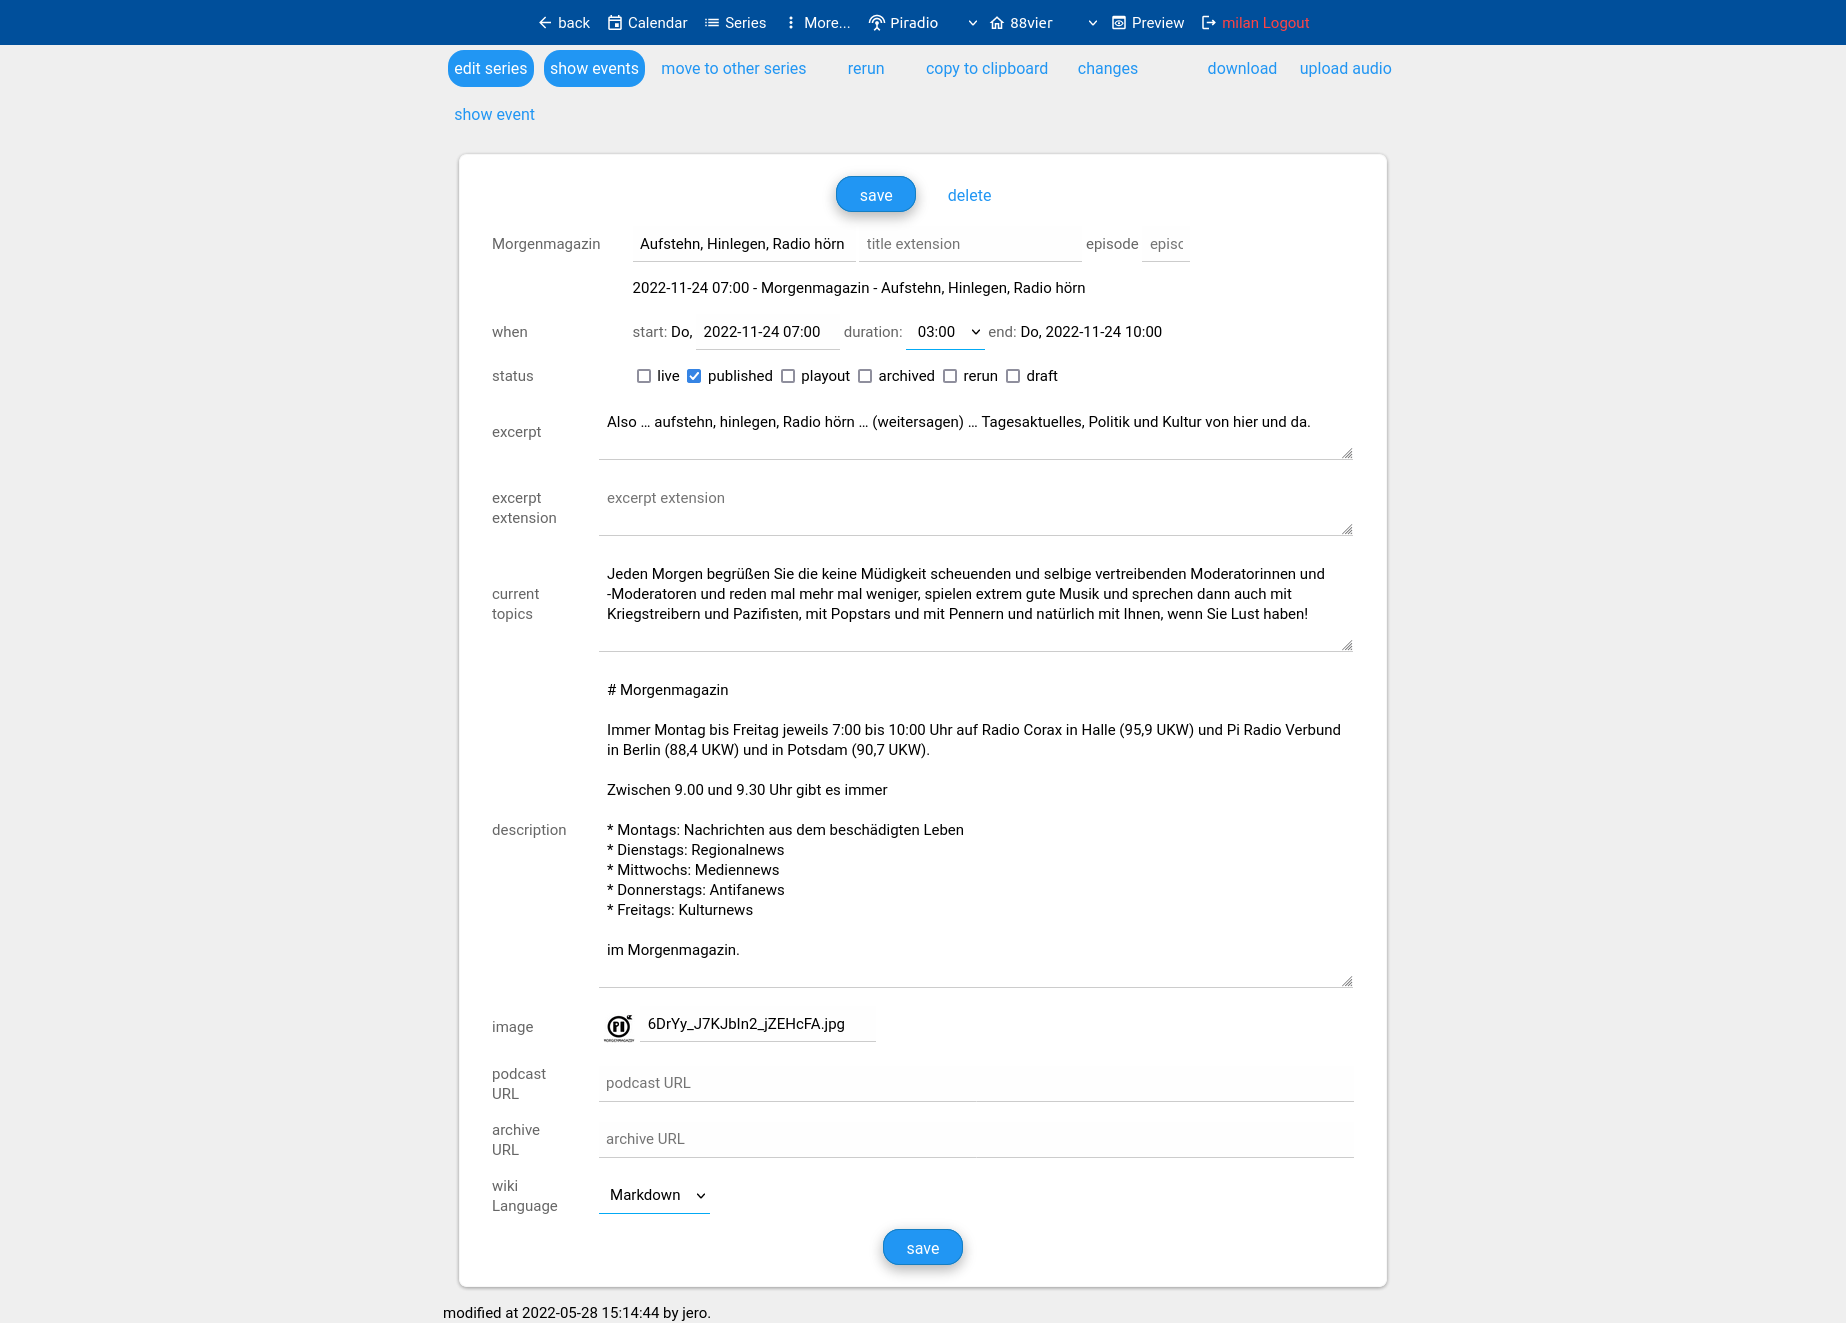 back Calendar Series More... Piradio 88vier Preview milan Logout
edit series show events move to other series rerun copy to clipboard changes download upload audio
show event
save delete
Morgenmagazin Aufstehn, Hinlegen, Radio hörn title extension episode episc
2022-11-24 07:00 - Morgenmagazin - Aufstehn, Hinlegen, Radio hörn
when start: Do, 2022-11-24 07:00 duration: 03:00 end: Do, 2022-11-24 10:00
status live published playout archived rerun draft
excerpt Also ... aufstehn, hinlegen, Radio hörn ... (weitersagen) ... Tagesaktuelles, Politik und Kultur von hier und da.
excerpt extension
excerpt extension
current topics
Jeden Morgen begrüßen Sie die keine Müdigkeit scheuenden und selbige vertreibenden Moderatorinnen und
-Moderatoren und reden mal mehr mal weniger, spielen extrem gute Musik und sprechen dann auch mit
Kriegstreibern und Pazifisten, mit Popstars und mit Pennern und natürlich mit Ihnen, wenn Sie Lust haben!
description
# Morgenmagazin
Immer Montag bis Freitag jeweils 7:00 bis 10:00 Uhr auf Radio Corax in Halle (95,9 UKW) und Pi Radio Verbund
in Berlin (88,4 UKW) und in Potsdam (90,7 UKW).
Zwischen 9.00 und 9.30 Uhr gibt es immer
* Montags: Nachrichten aus dem beschädigten Leben
* Dienstags: Regionalnews
* Mittwochs: Mediennews
* Donnerstags: Antifanews
* Freitags: Kulturnews
im Morgenmagazin.
image PI 6DrYy_J7KJbIn2_jZEHcFA.jpg
podcast URL
podcast URL
archive URL
archive URL
wiki Language
Markdown
save
modified at 2022-05-28 15:14:44 by jero.